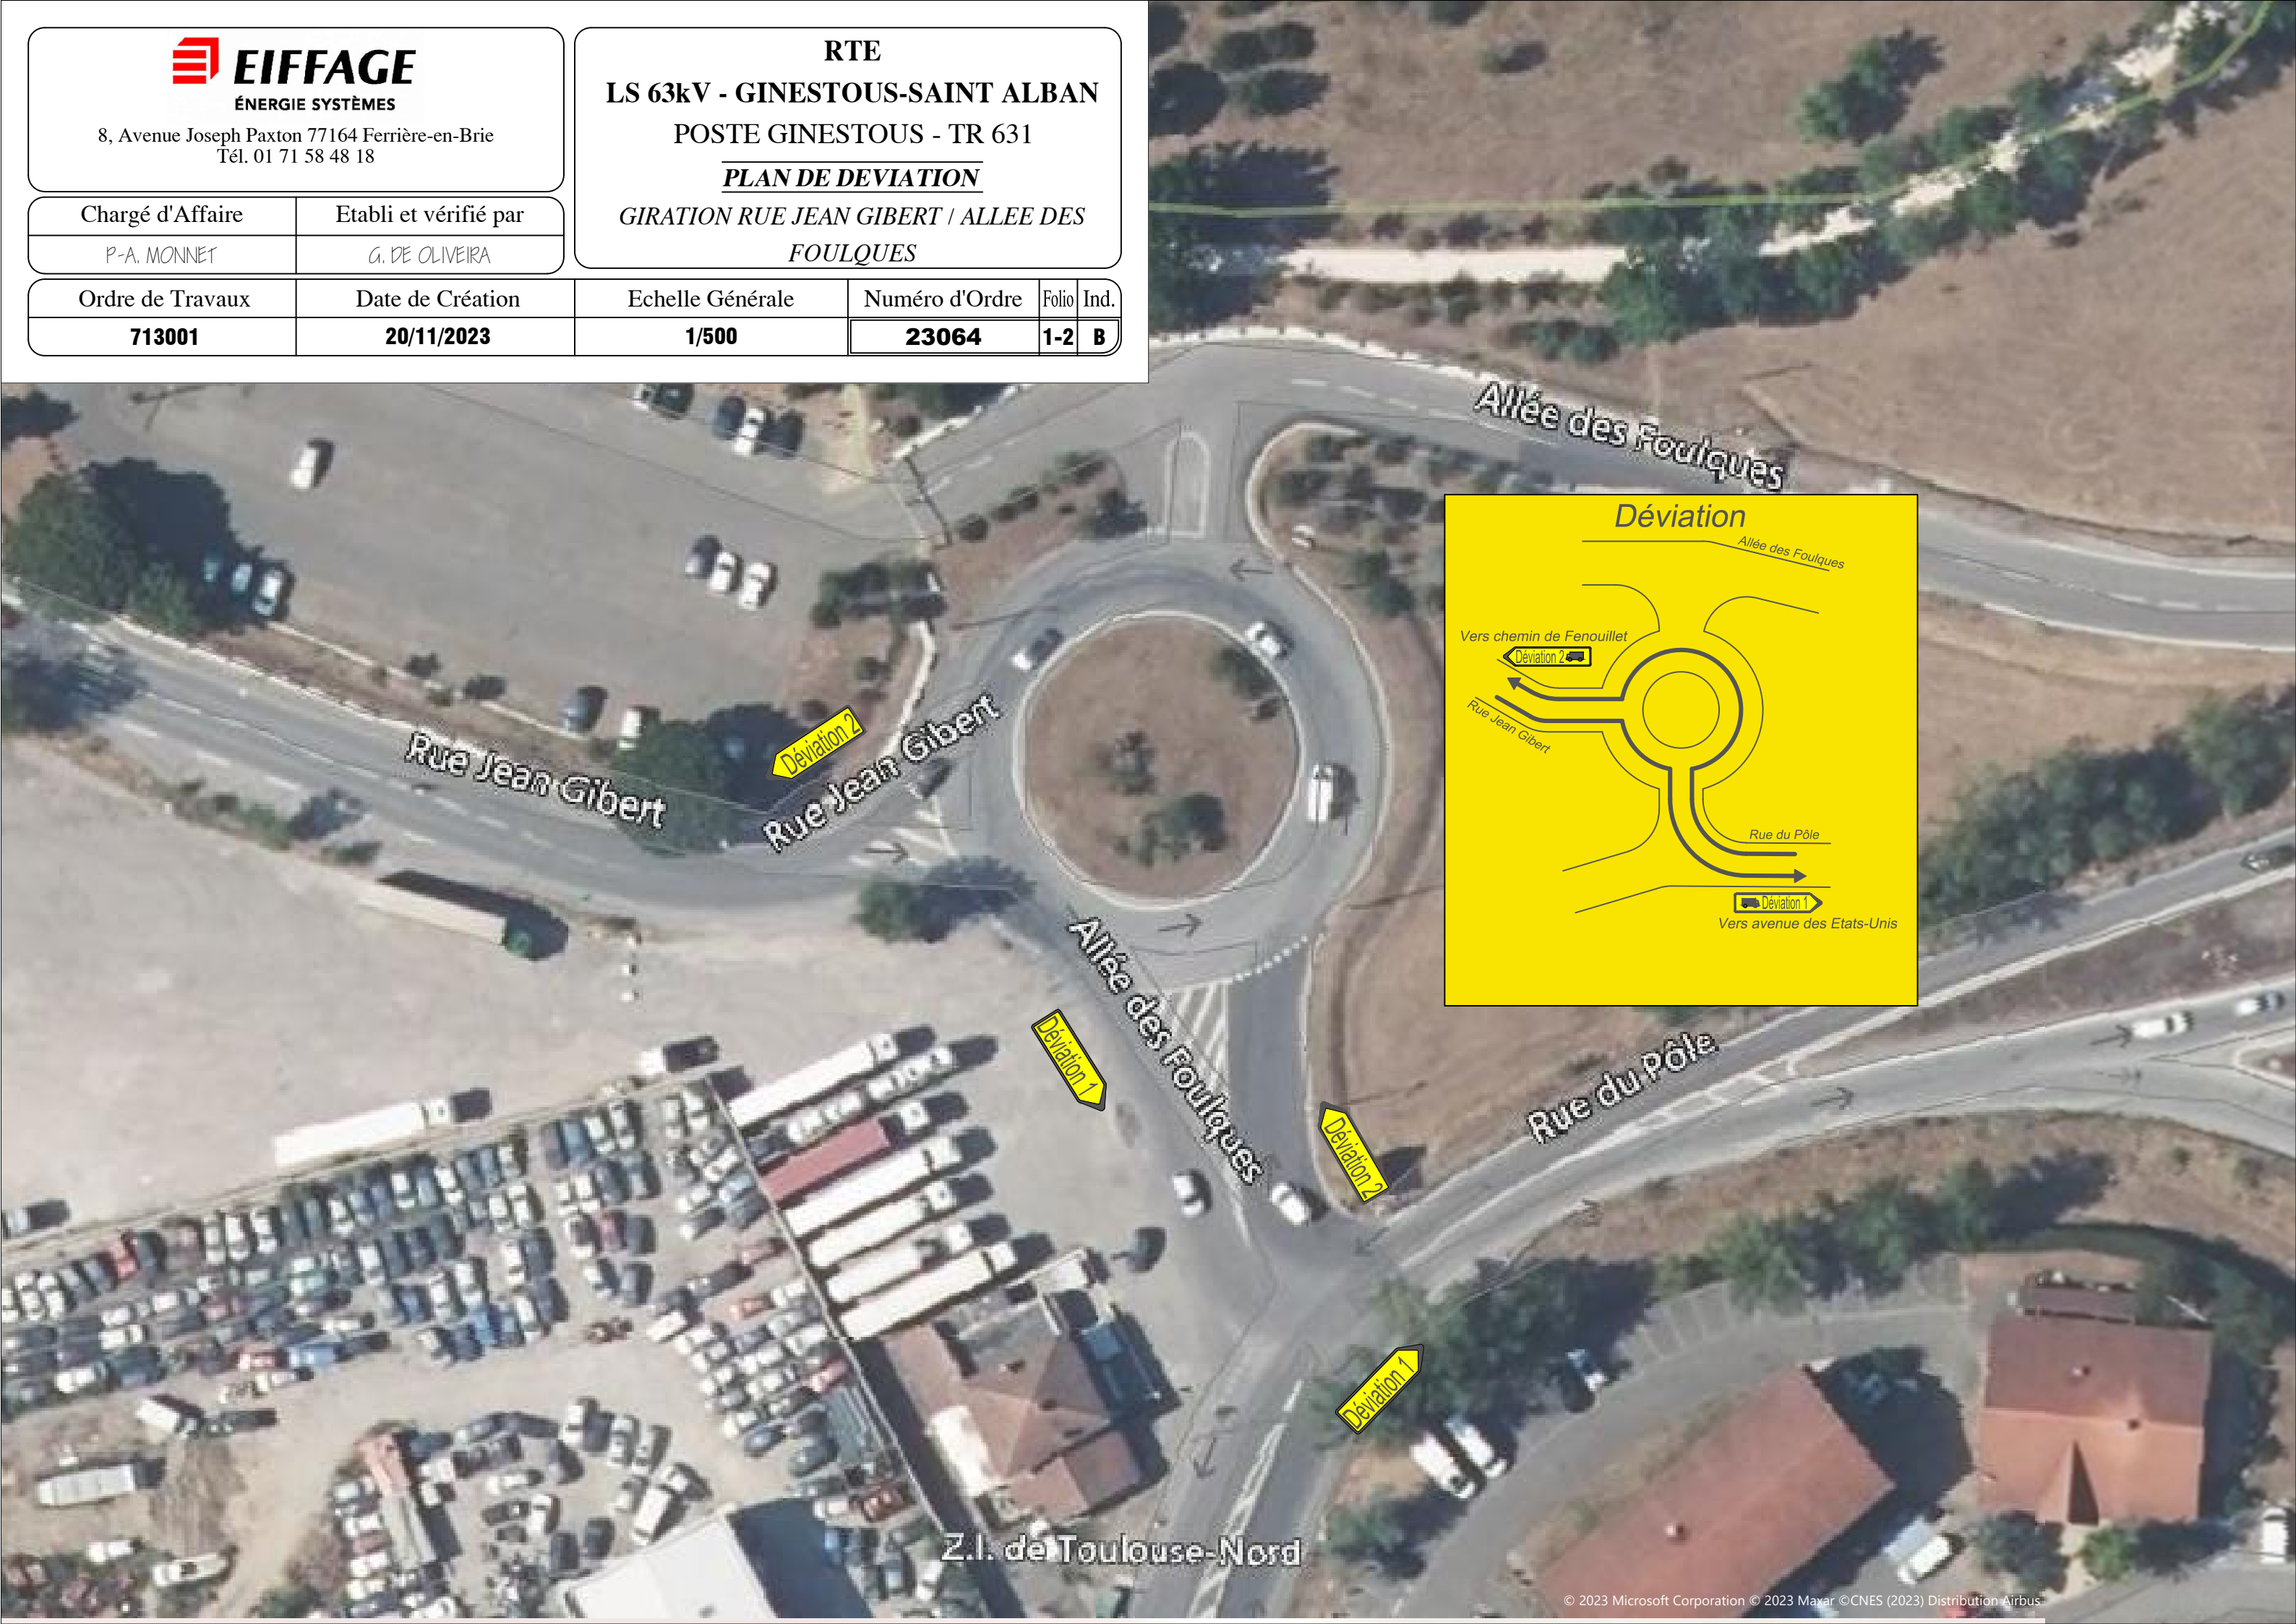 EIFFAGE
ÉNERGIE SYSTÈMES
8, Avenue Joseph Paxton 77164 Ferrière-en-Brie
Tél. 01 71 58 48 18
Chargé d'Affaire
Etabli et vérifié par
P-A. MONNET
G. DE OLIVEIRA
RTE
LS 63kV - GINESTOUS-SAINT ALBAN
POSTE GINESTOUS - TR 631
PLAN DE DEVIATION
GIRATION RUE JEAN GIBERT / ALLEE DES
FOULQUES
Ordre de Travaux
Date de Création
Echelle Générale
Numéro d'Ordre
Folio
Ind.
713001
20/11/2023
1/500
23064
1-2
B
Allée des Foulques
Déviation
Allée des Foulques
Vers chemin de Fenouillet
Déviation 2
Rue Jean Gibert
Rue du Pôle
Déviation 1
Vers avenue des Etats-Unis
Déviation 2
Rue Jean Gibert
Rue Jean Gibert
Allée des Foulques
Déviation 1
Déviation 2
Rue du Pôle
Déviation 1
Z.I. de Toulouse-Nord
© 2023 Microsoft Corporation © 2023 Maxar ©CNES (2023) Distribution Airbus